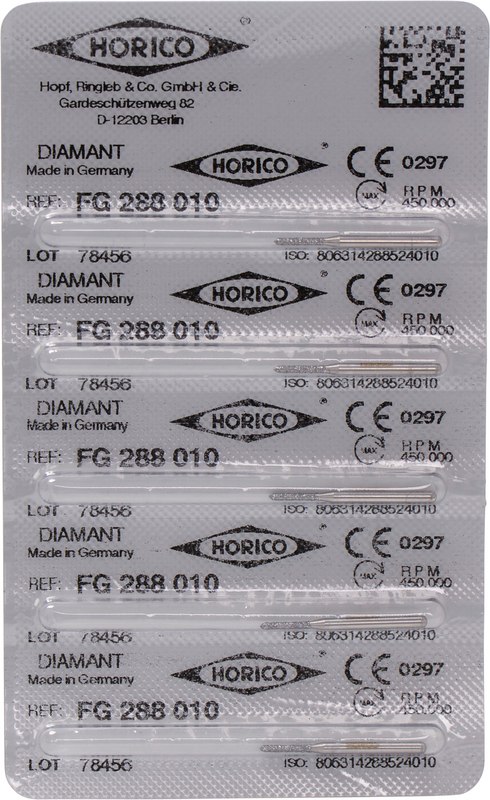 HORICO ®
Hopf, Ringleb & Co. GmbH & Cie.
Gardeschützenweg 82
D-12203 Berlin
DIAMANT HORICO ® CE 0297
Made in Germany
REF: FG 288 010 MAX RPM 450.000
LOT 78456 ISO: 806314288524010
DIAMANT HORICO ® CE 0297
Made in Germany
REF: FG 288 010 MAX RPM 450.000
LOT 78456 ISO: 806314288524010
DIAMANT HORICO ® CE 0297
Made in Germany
REF: FG 288 010 MAX RPM 450.000
LOT 78456 ISO: 806314288524010
DIAMANT HORICO ® CE 0297
Made in Germany
REF: FG 288 010 MAX RPM 450.000
LOT 78456 ISO: 806314288524010
DIAMANT HORICO ® CE 0297
Made in Germany
REF: FG 288 010 MAX RPM 450.000
LOT 78456 ISO: 806314288524010